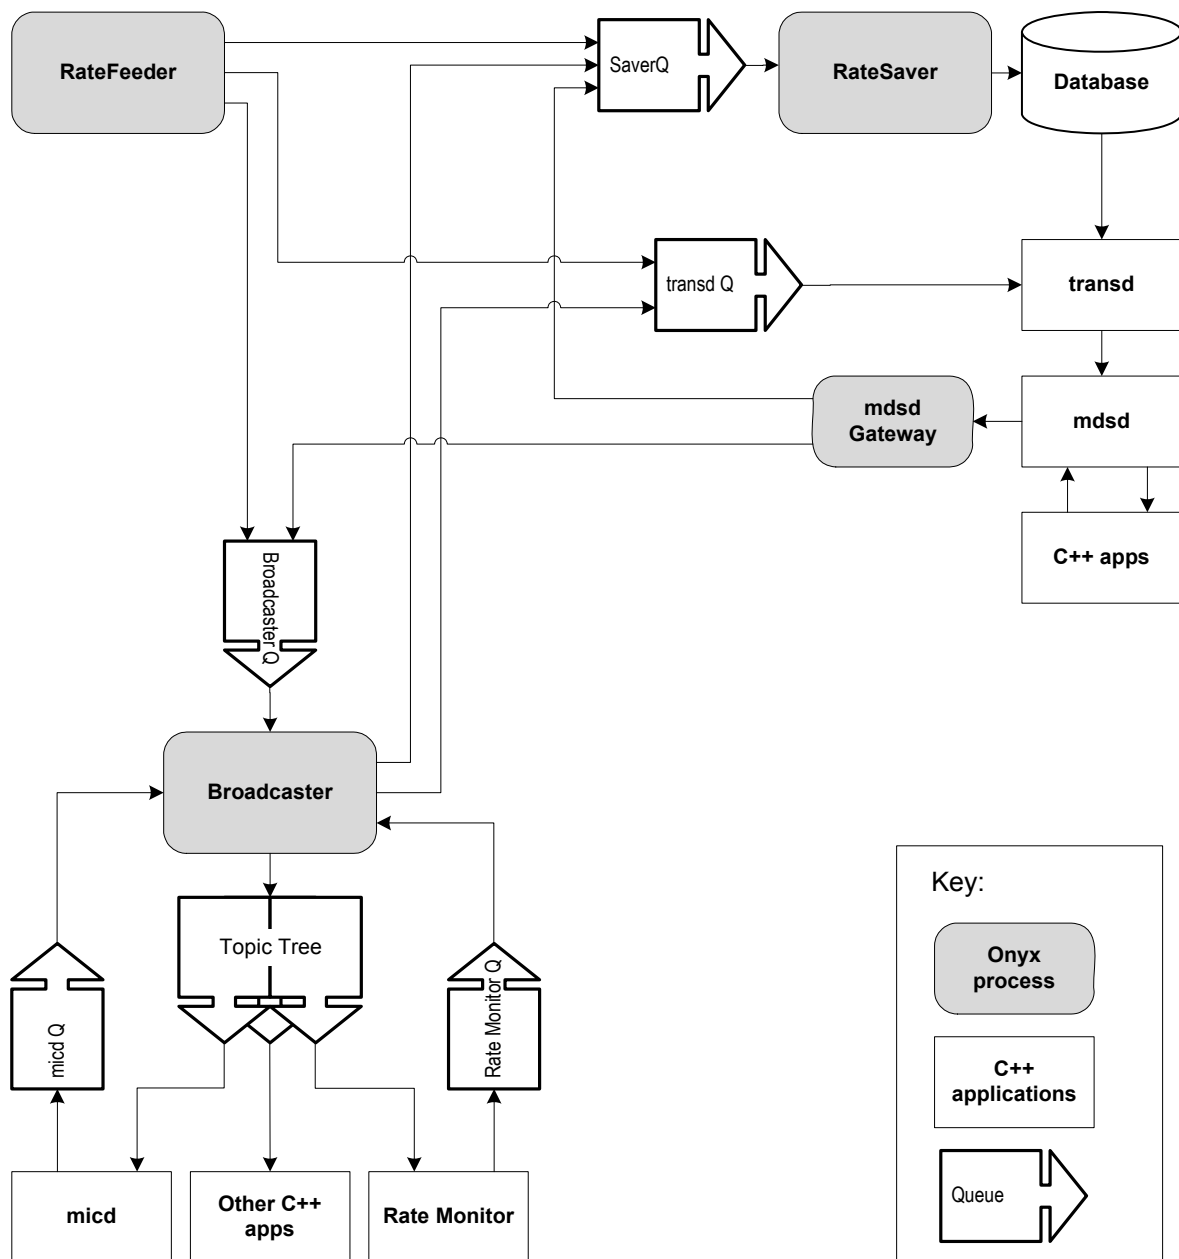 RateFeeder
SaverQ
RateSaver
Database
transd Q
transd
mdsd
Gateway
mdsd
C++ apps
Broadcaster Q
Broadcaster
Topic Tree
micd Q
Rate Monitor Q
micd
Other C++
apps
Rate Monitor
Key:
Onyx
process
C++
applications
Queue